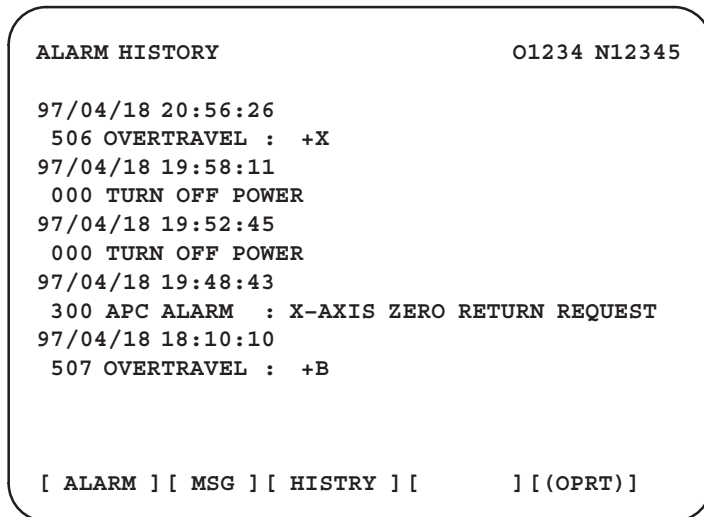 ALARM HISTORY O1234 N12345
97/04/18 20:56:26
506 OVERTRAVEL : +X
97/04/18 19:58:11
000 TURN OFF POWER
97/04/18 19:52:45
000 TURN OFF POWER
97/04/18 19:48:43
300 APC ALARM : X−AXIS ZERO RETURN REQUEST
97/04/18 18:10:10
507 OVERTRAVEL : +B
[ ALARM ] [ MSG ] [ HISTRY ] [ ] [(OPRT)]